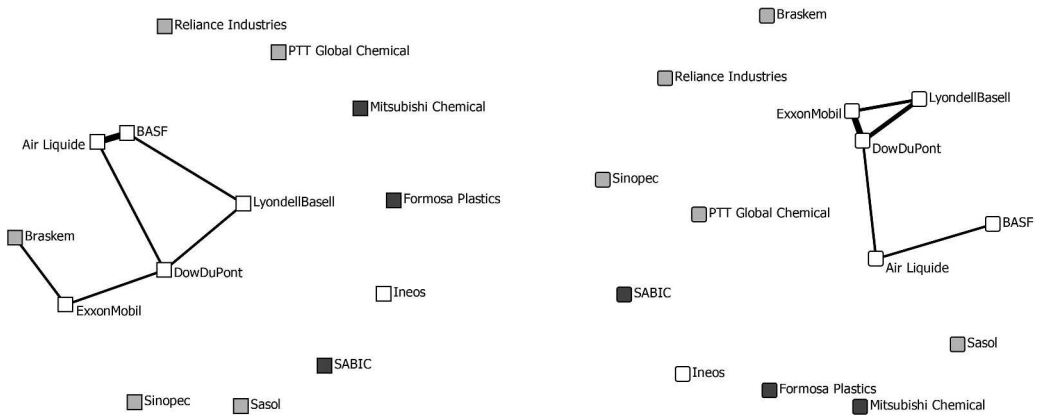 Reliance Industries
PTT Global Chemical
Mitsubishi Chemical
BASF
Air Liquide
Formosa Plastics
LyondellBasell
Braskem
DowDuPont
Ineos
ExxonMobil
SABIC
Sinopec
Sasol
Braskem
Reliance Industries
LyondellBasell
ExxonMobil
DowDuPont
Sinopec
PTT Global Chemical
BASF
Air Liquide
SABIC
Sasol
Ineos
Formosa Plastics
Mitsubishi Chemical